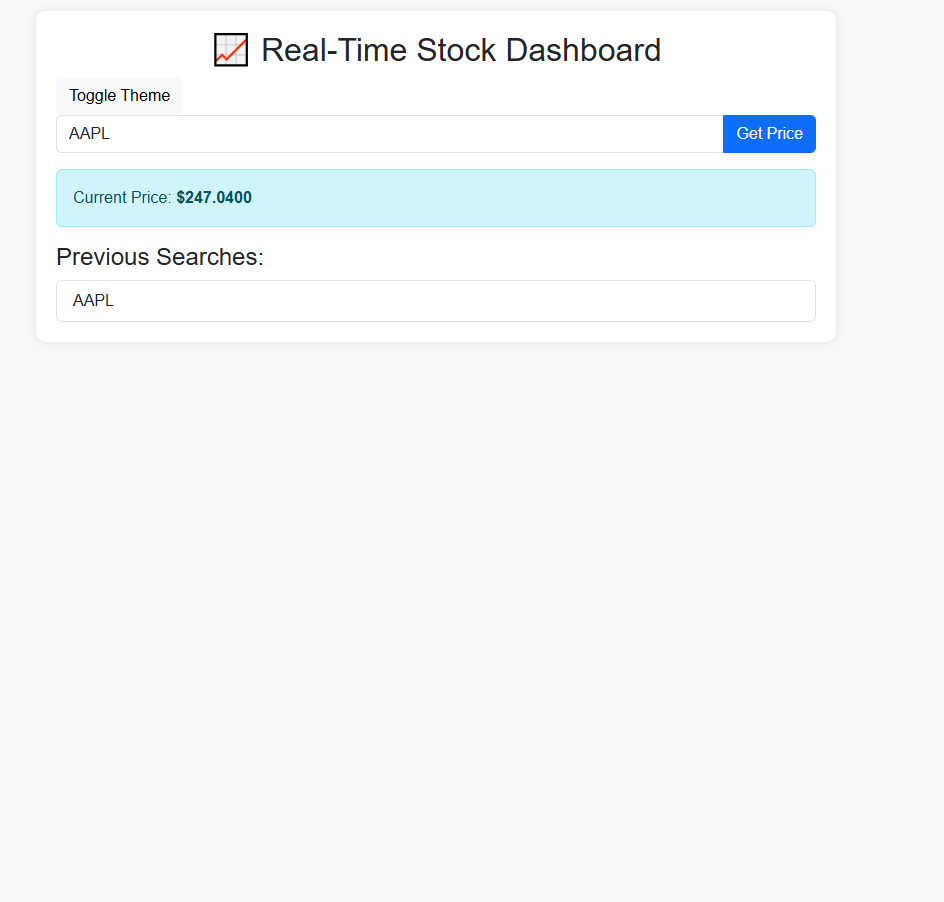 Real-Time Stock Dashboard
Toggle Theme
AAPL Get Price
Current Price: $247.0400
Previous Searches:
AAPL